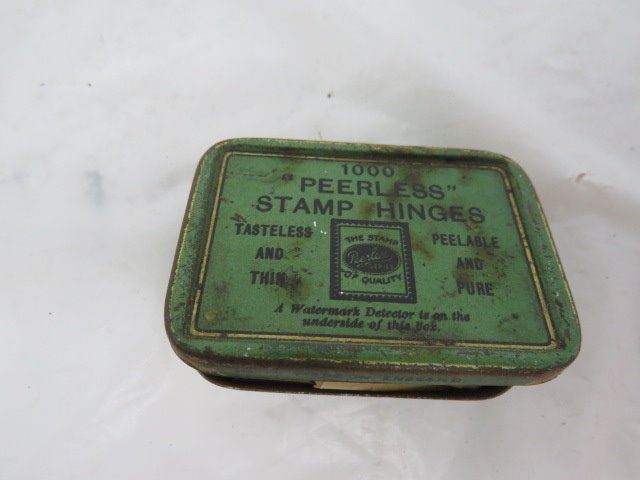 1000
"PEERLESS"
STAMP HINGES
TASTELESS
AND
THIN
THE STAMP
OF QUALITY
PEELABLE
AND
PURE
A Watermark Detector is on the
underside of this Box.
ENGLAND